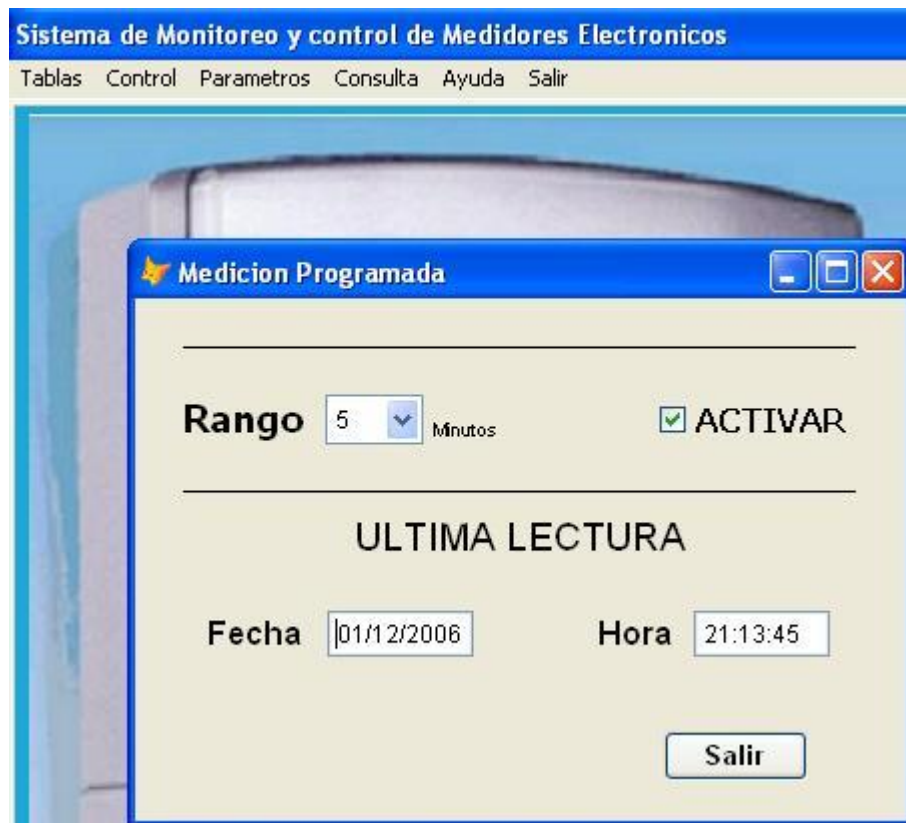 Sistema de Monitoreo y control de Medidores Electronicos
Tablas Control Parametros Consulta Ayuda Salir
Medicion Programada
Rango 5 Minutos ACTIVAR
ULTIMA LECTURA
Fecha 01/12/2006 Hora 21:13:45
Salir